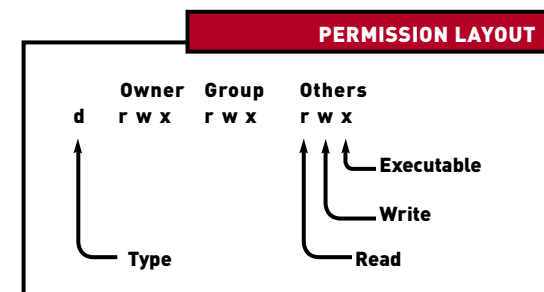 PERMISSION LAYOUT
Owner Group Others
d r w x r w x r w x
Executable
Write
Type Read